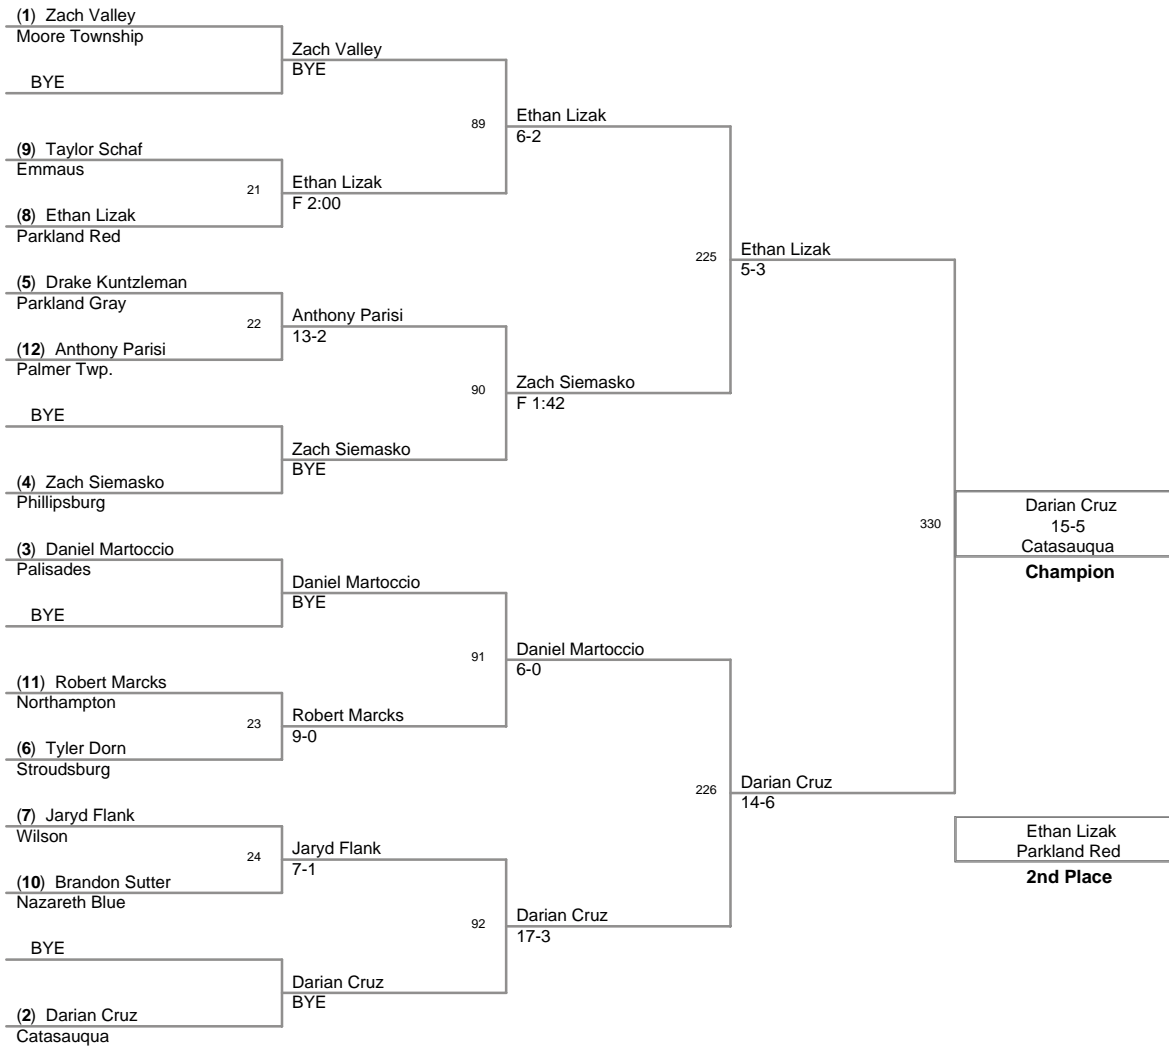 (1) Zach Valley
Moore Township
BYE
(9) Taylor Schaf
Emmaus
21
(8) Ethan Lizak
Parkland Red
(5) Drake Kuntzleman
Parkland Gray
22
(12) Anthony Parisi
Palmer Twp.
BYE
(4) Zach Siemasko
Phillipsburg
(3) Daniel Martoccio
Palisades
BYE
(11) Robert Marcks
Northampton
23
(6) Tyler Dorn
Stroudsburg
(7) Jaryd Flank
Wilson
24
(10) Brandon Sutter
Nazareth Blue
BYE
(2) Darian Cruz
Catasauqua
Zach Valley
BYE
89
Ethan Lizak
F 2:00
Anthony Parisi
13-2
90
Zach Siemasko
BYE
Daniel Martoccio
BYE
91
Robert Marcks
9-0
Jaryd Flank
7-1
92
Darian Cruz
BYE
Ethan Lizak
6-2
225
Zach Siemasko
F 1:42
Daniel Martoccio
6-0
226
Darian Cruz
17-3
Ethan Lizak
5-3
330
Darian Cruz
14-6
Darian Cruz
15-5
Catasauqua
Champion
Ethan Lizak
Parkland Red
2nd Place